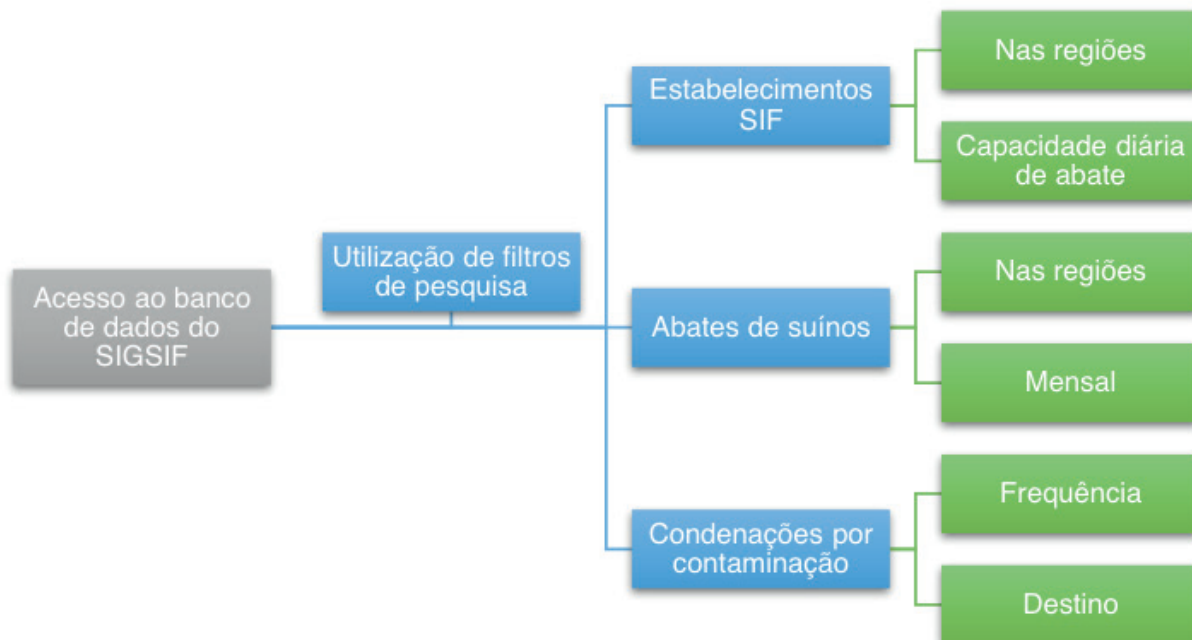 Acesso ao banco
de dados do
SIGSIF
Utilização de filtros
de pesquisa
Estabelecimentos
SIF
Nas regiões
Capacidade diária
de abate
Abates de suínos
Nas regiões
Mensal
Condenações por
contaminação
Frequência
Destino